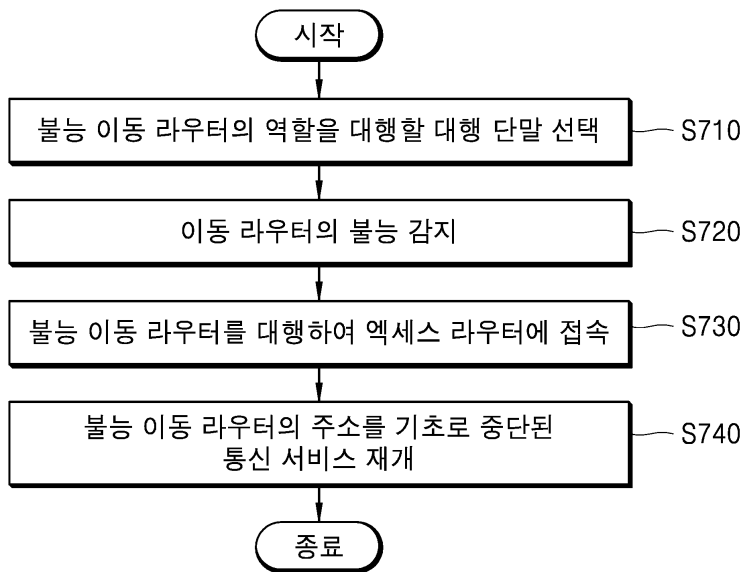 시작
불능 이동 라우터의 역할을 대행할 대행 단말 선택
S710
이동 라우터의 불능 감지
S720
불능 이동 라우터를 대행하여 엑세스 라우터에 접속
S730
불능 이동 라우터의 주소를 기초로 중단된
통신 서비스 재개
S740
종료